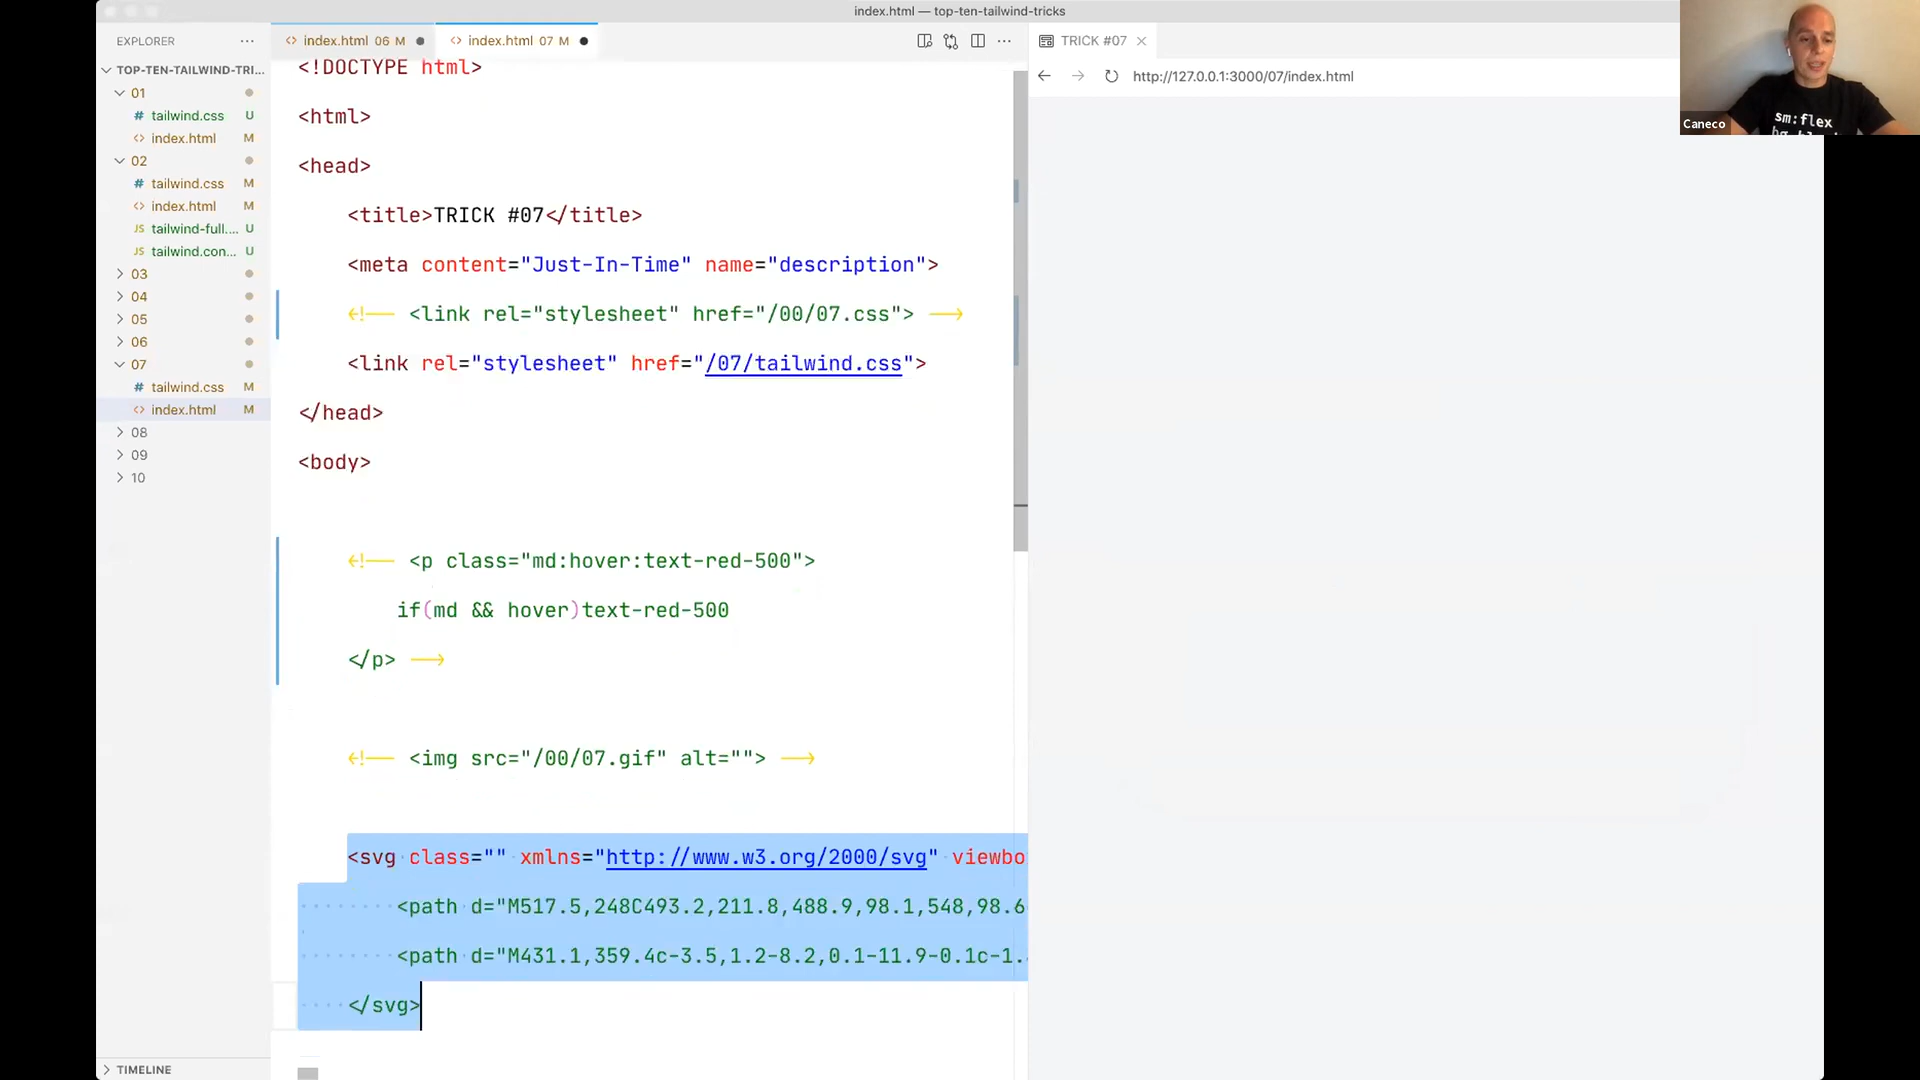 index.html — top-ten-tailwind-tricks
EXPLORER
TOP-TEN-TAILWIND-TRI...
01
# tailwind.css U
<> index.html M
02
# tailwind.css M
<> index.html M
JS tailwind-full.... U
JS tailwind.con... U
03
04
05
06
07
# tailwind.css M
<> index.html M
08
09
10
TIMELINE
<> index.html 06 M
<> index.html 07 M
<!DOCTYPE html>
<html>
<head>
<title>TRICK #07</title>
<meta content="Just-In-Time" name="description">
<!-- <link rel="stylesheet" href="/00/07.css"> -->
<link rel="stylesheet" href="/07/tailwind.css">
</head>
<body>
<!-- <p class="md:hover:text-red-500">
if(md && hover)text-red-500
</p> -->
<!-- <img src="/00/07.gif" alt=""> -->
<svg class="" xmlns="http://www.w3.org/2000/svg" viewbo
<path d="M517.5,248C493.2,211.8,488.9,98.1,548,98.6
<path d="M431.1,359.4c-3.5,1.2-8.2,0.1-11.9-0.1c-1.
</svg>
TRICK #07
http://127.0.0.1:3000/07/index.html
sm:flex
Caneco